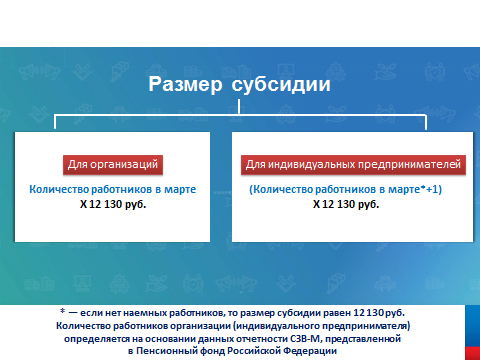 Размер субсидии
Для организаций
Количество работников в марте
Х 12 130 руб.
Для индивидуальных предпринимателей
(Количество работников в марте*+1)
Х 12 130 руб.
* — если нет наемных работников, то размер субсидии равен 12 130 руб.
Количество работников организации (индивидуального предпринимателя)
определяется на основании данных отчетности СЗВ-М, представленной
в Пенсионный фонд Российской Федерации